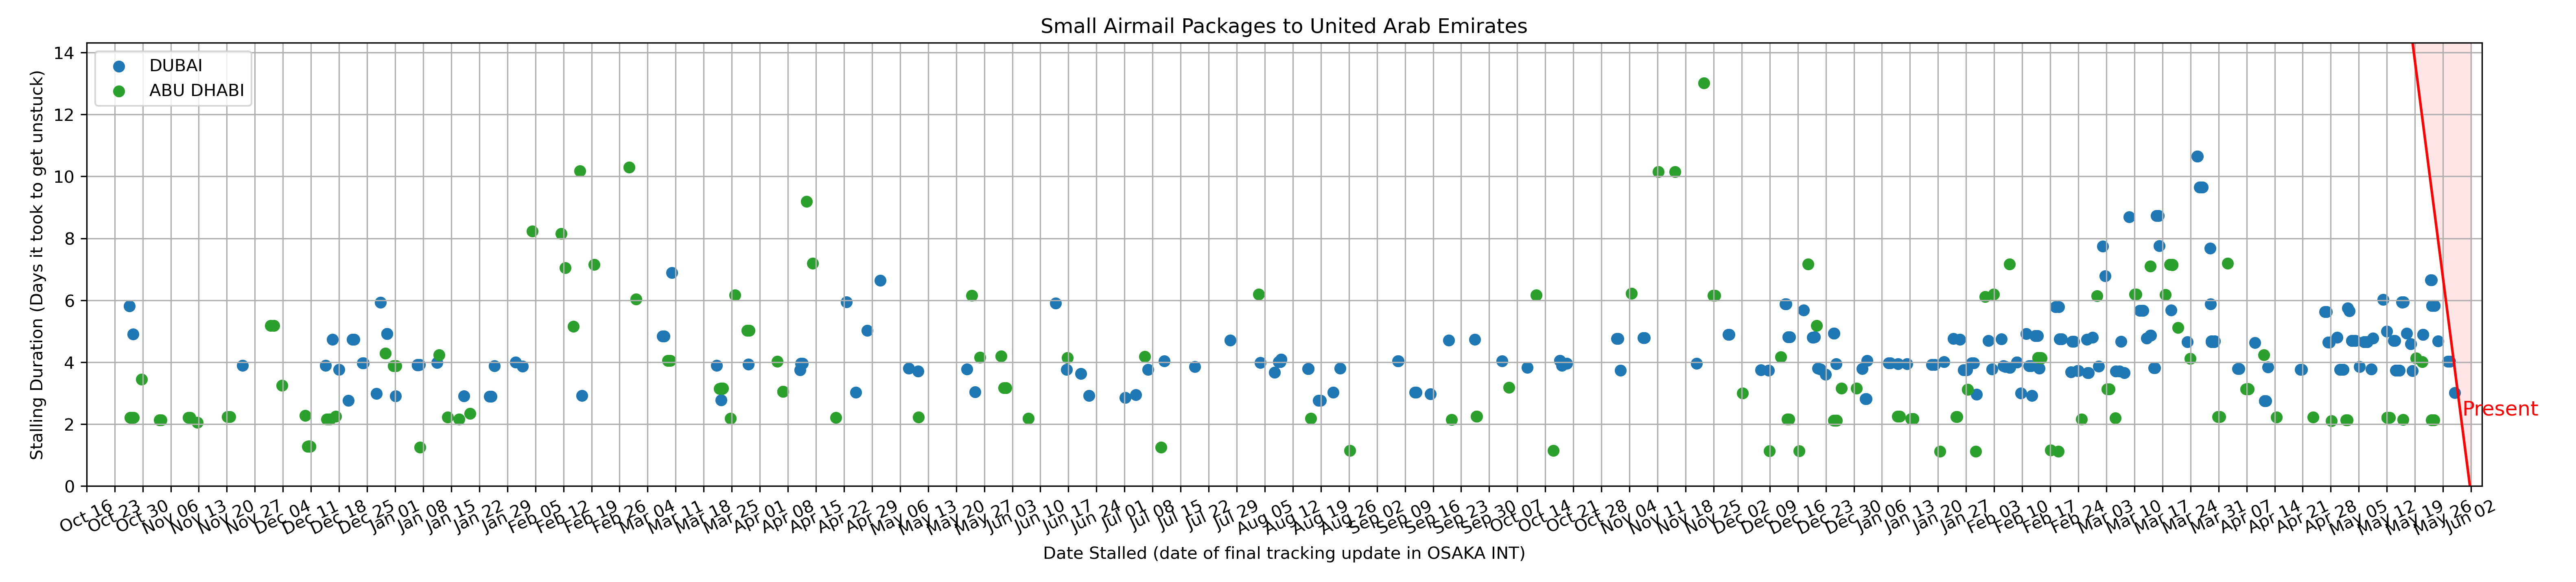 Small Airmail Packages to United Arab Emirates
DUBAI
ABU DHABI
Stalling Duration (Days it took to get unstuck)
14
12
10
8
6
4
2
0
Present
Oct 16
Oct 23
Oct 30
Nov 06
Nov 13
Nov 20
Nov 27
Dec 04
Dec 11
Dec 18
Dec 25
Jan 01
Jan 08
Jan 15
Jan 22
Jan 29
Feb 05
Feb 12
Feb 19
Feb 26
Mar 04
Mar 11
Mar 18
Mar 25
Apr 01
Apr 08
Apr 15
Apr 22
Apr 29
May 06
May 13
May 20
May 27
Jun 03
Jun 10
Jun 17
Jun 24
Jul 01
Jul 08
Jul 15
Jul 22
Jul 29
Aug 05
Aug 12
Aug 19
Aug 26
Sep 02
Sep 09
Sep 16
Sep 23
Sep 30
Oct 07
Oct 14
Oct 21
Oct 28
Nov 04
Nov 11
Nov 18
Nov 25
Dec 02
Dec 09
Dec 16
Dec 23
Dec 30
Jan 06
Jan 13
Jan 20
Jan 27
Feb 03
Feb 10
Feb 17
Feb 24
Mar 03
Mar 10
Mar 17
Mar 24
Mar 31
Apr 07
Apr 14
Apr 21
Apr 28
May 05
May 12
May 19
May 26
Jun 02
Date Stalled (date of final tracking update in OSAKA INT)